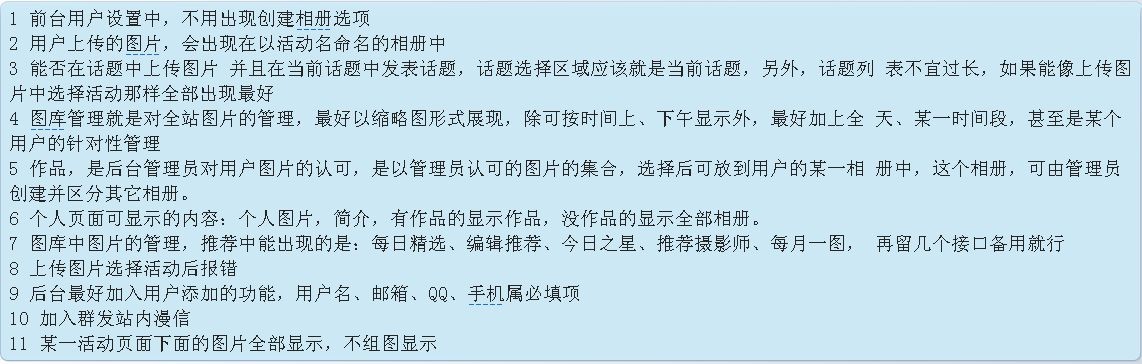 1 前台用户设置中，不用出现创建相册选项
2 用户上传的图片，会出现在以活动名命名的相册中
3 能否在话题中上传图片 并且在当前话题中发表话题，话题选择区域应该就是当前话题，另外，话题列 表不宜过长，如果能像上传图
片中选择活动那样全部出现最好
4 图库管理就是对全站图片的管理，最好以缩略图形式展现，除可按时间上、下午显示外，最好加上全 天、某一时间段，甚至是某个
用户的针对性管理
5 作品，是后台管理员对用户图片的认可，是以管理员认可的图片的集合，选择后可放到用户的某一相 册中，这个相册，可由管理员
创建并区分其它相册。
6 个人页面可显示的内容：个人图片，简介，有作品的显示作品，没作品的显示全部相册。
7 图库中图片的管理，推荐中能出现的是：每日精选、编辑推荐、今日之星、推荐摄影师、每月一图， 再留几个接口备用就行
8 上传图片选择活动后报错
9 后台最好加入用户添加的功能，用户名、邮箱、QQ、手机属必填项
10 加入群发站内漫信
11 某一活动页面下面的图片全部显示，不组图显示